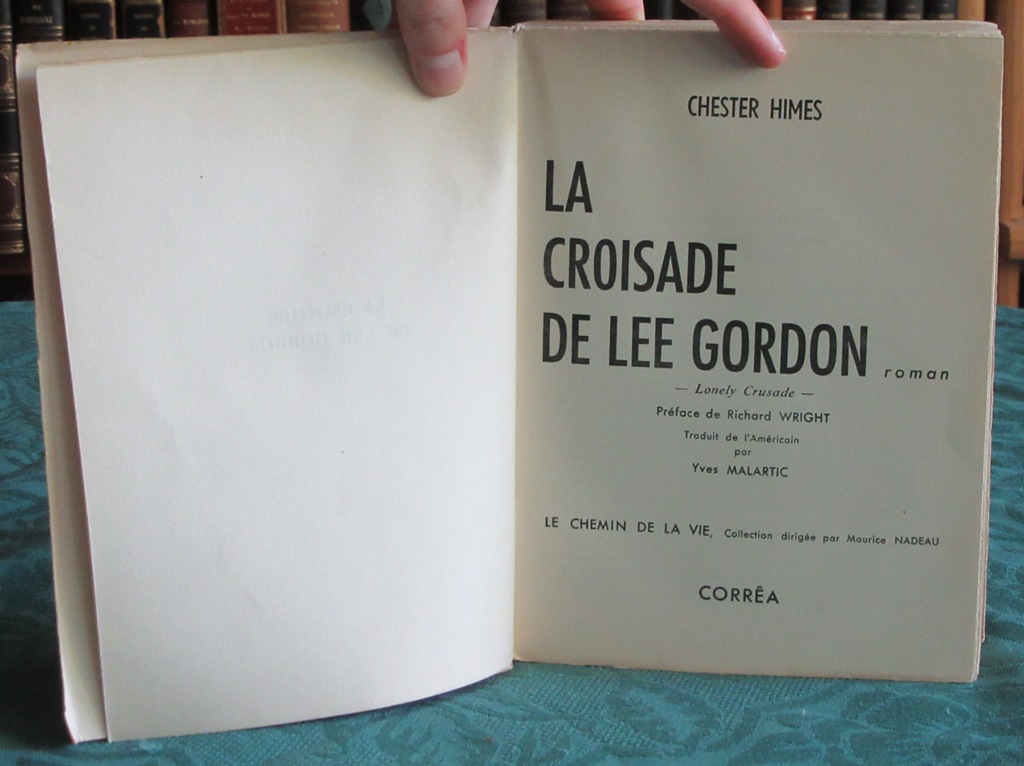 CHESTER HIMES
LA
CROISADE
DE LEE GORDON roman
— Lonely Crusade —
Préface de Richard WRIGHT
Traduit de l'Américain
par
Yves MALARTIC
LE CHEMIN DE LA VIE, Collection dirigée par Maurice NADEAU
CORRÊA